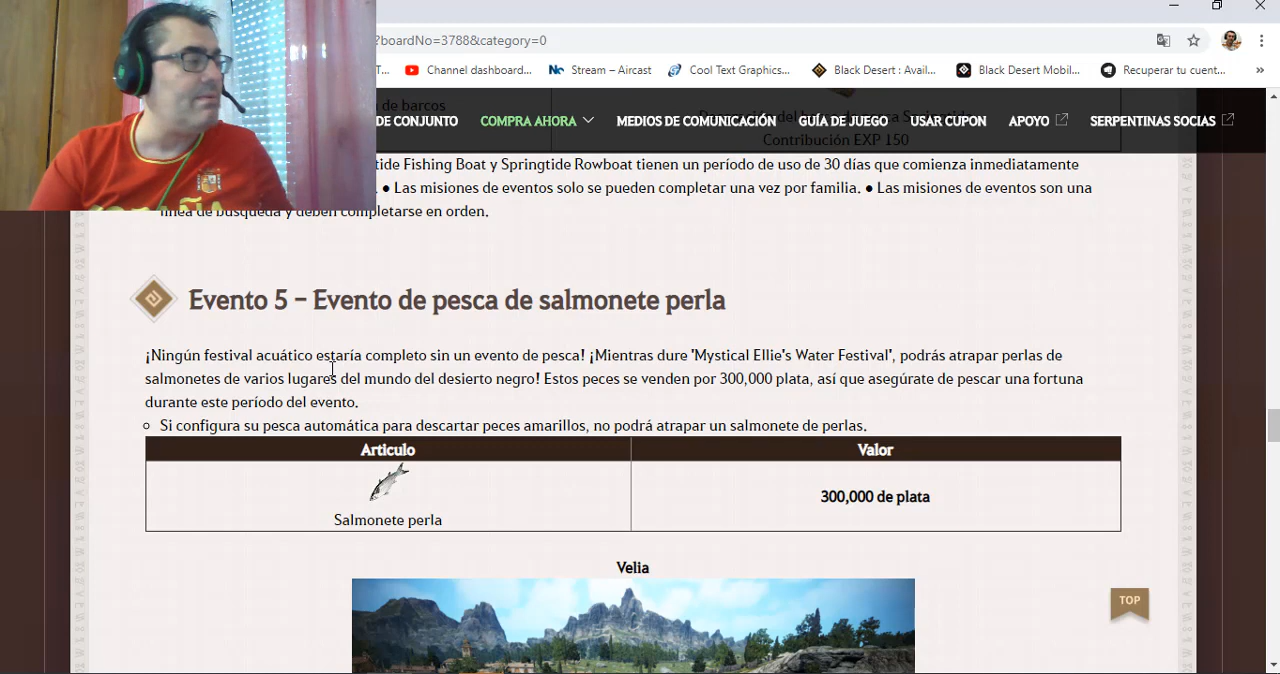 ?boardNo=3788&category=0
T... Channel dashboard... Stream – Aircast Cool Text Graphics... Black Desert : Avail... Black Desert Mobil... Recuperar tu cuent... »
DE CONJUNTO COMPRA AHORA MEDIOS DE COMUNICACIÓN GUÍA DE JUEGO USAR CUPON APOYO SERPENTINAS SOCIAS
de barcos
Contribución EXP 150
tide Fishing Boat y Springtide Rowboat tienen un período de uso de 30 días que comienza inmediatamente
● Las misiones de eventos solo se pueden completar una vez por familia. ● Las misiones de eventos son una
línea de búsqueda y deben completarse en orden.
Evento 5 – Evento de pesca de salmonete perla
¡Ningún festival acuático estaría completo sin un evento de pesca! ¡Mientras dure 'Mystical Ellie's Water Festival', podrás atrapar perlas de
salmonetes de varios lugares del mundo del desierto negro! Estos peces se venden por 300,000 plata, así que asegúrate de pescar una fortuna
durante este período del evento.
Si configura su pesca automática para descartar peces amarillos, no podrá atrapar un salmonete de perlas.
Articulo Valor
300,000 de plata
Salmonete perla
Velia
TOP